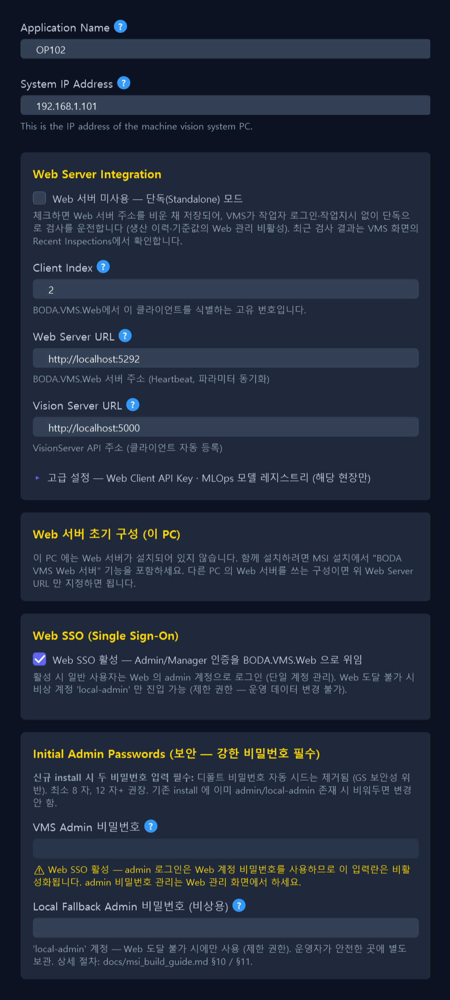 Application Name ?
OP102
System IP Address ?
192.168.1.101
This is the IP address of the machine vision system PC.
Web Server Integration
Web 서버 미사용 — 단독(Standalone) 모드
체크하면 Web 서버 주소를 비운 채 저장되어, VMS가 작업자 로그인·작업지시 없이 단독으
로 검사를 운전합니다 (생산 이력·기준값의 Web 관리 비활성). 최근 검사 결과는 VMS 화면의
Recent Inspections에서 확인합니다.
Client Index ?
2
BODA.VMS.Web에서 이 클라이언트를 식별하는 고유 번호입니다.
Web Server URL ?
http://localhost:5292
BODA.VMS.Web 서버 주소 (Heartbeat, 파라미터 동기화)
Vision Server URL ?
http://localhost:5000
VisionServer API 주소 (클라이언트 자동 등록)
▸ 고급 설정 — Web Client API Key · MLOps 모델 레지스트리 (해당 현장만)
Web 서버 초기 구성 (이 PC)
이 PC 에는 Web 서버가 설치되어 있지 않습니다. 함께 설치하려면 MSI 설치에서 "BODA
VMS Web 서버" 기능을 포함하세요. 다른 PC 의 Web 서버를 쓰는 구성이면 위 Web Server
URL 만 지정하면 됩니다.
Web SSO (Single Sign-On)
Web SSO 활성 — Admin/Manager 인증을 BODA.VMS.Web 으로 위임
활성 시 일반 사용자는 Web 의 admin 계정으로 로그인 (단일 계정 관리). Web 도달 불가 시
비상 계정 'local-admin' 만 진입 가능 (제한 권한 — 운영 데이터 변경 불가).
Initial Admin Passwords (보안 — 강한 비밀번호 필수)
신규 install 시 두 비밀번호 입력 필수: 디폴트 비밀번호 자동 시드는 제거됨 (GS 보안성 위
반). 최소 8 자, 12 자+ 권장. 기존 install 에 이미 admin/local-admin 존재 시 비워두면 변경
안 함.
VMS Admin 비밀번호 ?
⚠ Web SSO 활성 — admin 로그인은 Web 계정 비밀번호를 사용하므로 이 입력란은 비활
성화됩니다. admin 비밀번호 관리는 Web 관리 화면에서 하세요.
Local Fallback Admin 비밀번호 (비상용) ?
'local-admin' 계정 — Web 도달 불가 시에만 사용 (제한 권한). 운영자가 안전한 곳에 별도
보관. 상세 절차: docs/msi_build_guide.md §10 / §11.